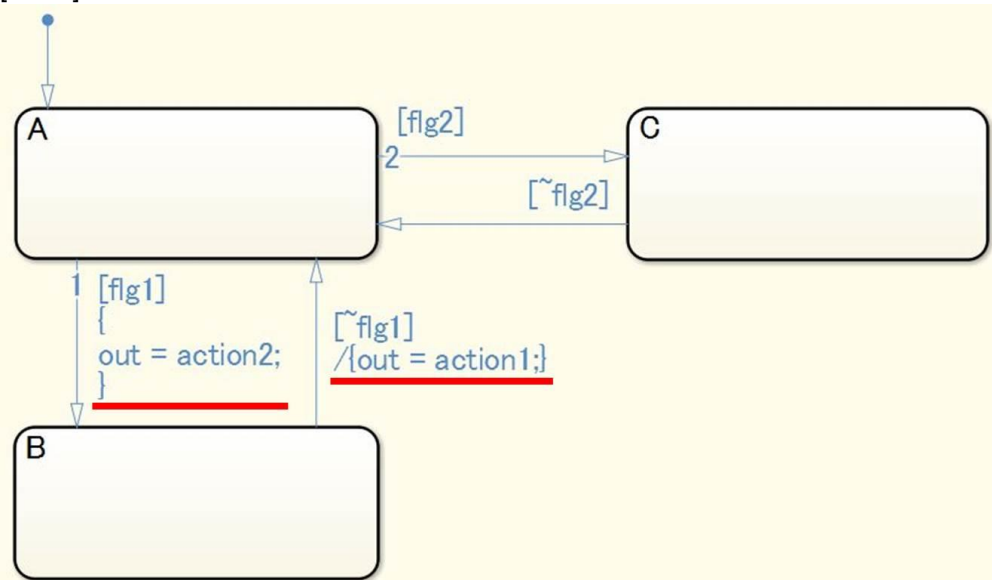 A
[flg2]
C
2
[~flg2]
1 [flg1]
{
out = action2;
}
[~flg1]
/{out = action1;}
B